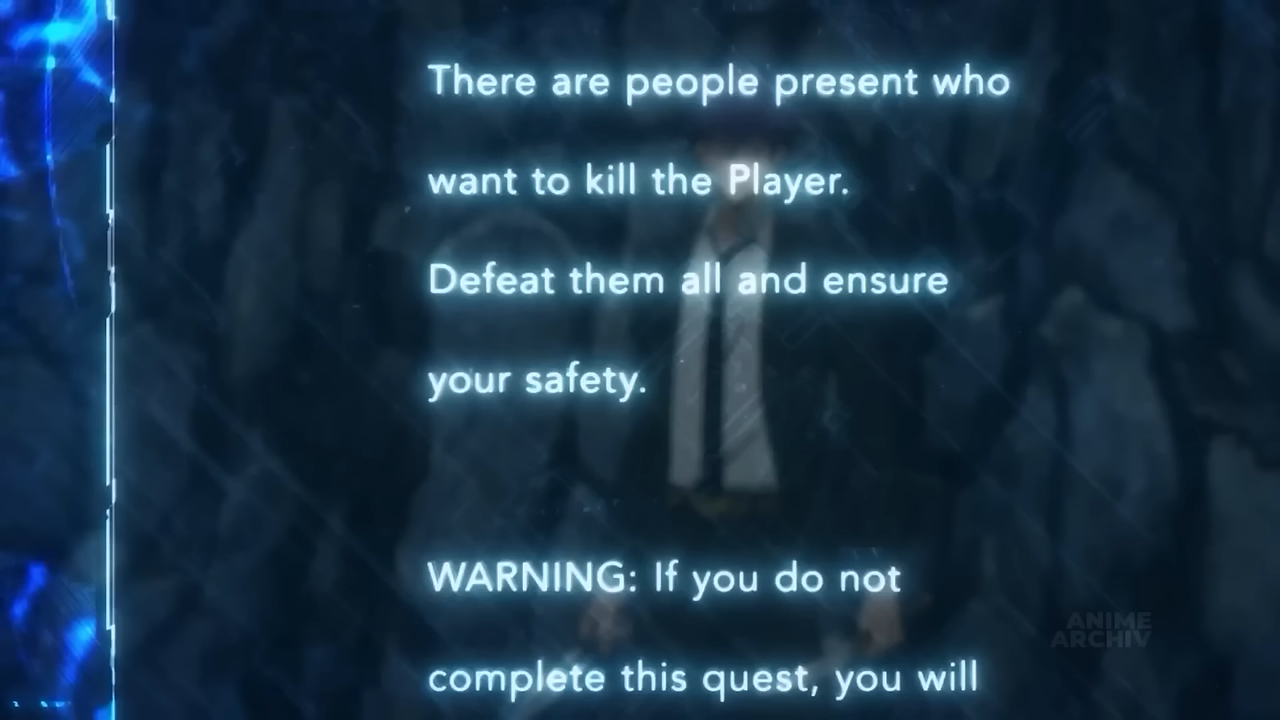 There are people present who
want to kill the Player.
Defeat them all and ensure
your safety.
WARNING: If you do not
complete this quest, you will
ANIME
ARCHIV